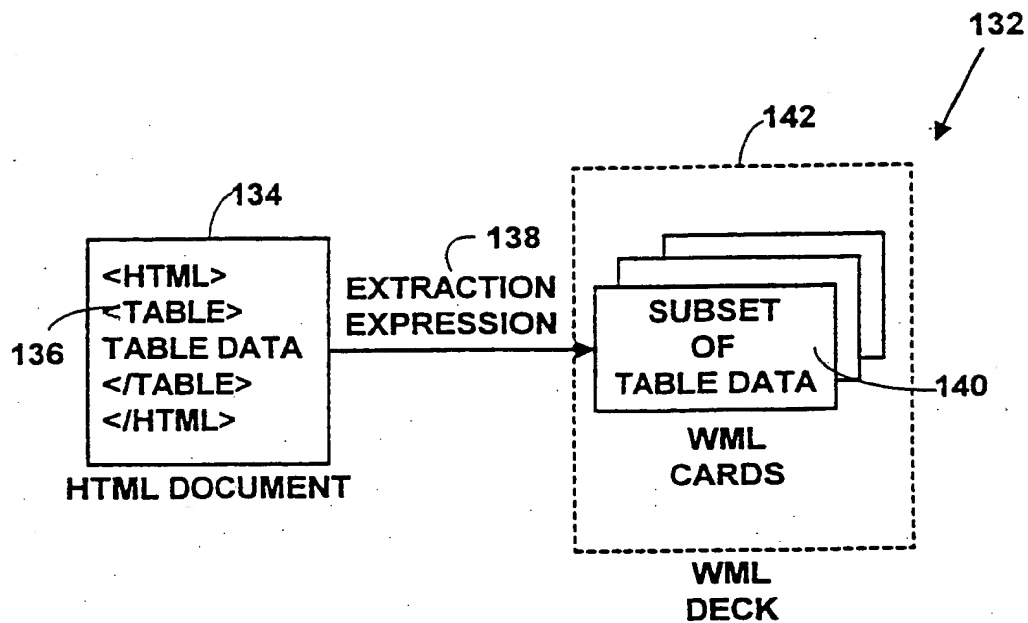 132
142
134
<HTML>
<TABLE>
136
TABLE DATA
</TABLE>
</HTML>
HTML DOCUMENT
138
EXTRACTION
EXPRESSION
SUBSET
OF
TABLE DATA
140
WML
CARDS
WML
DECK